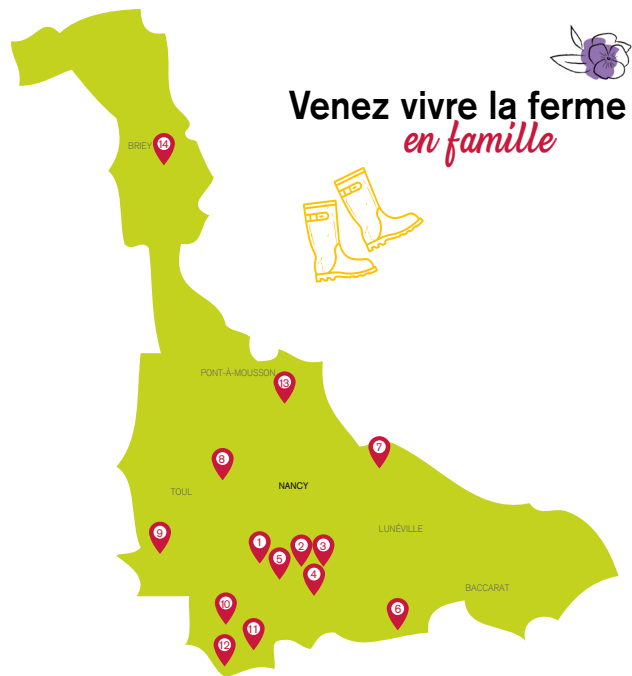 Venez vivre la ferme
en famille
BRIEY
14
PONT-À-MOUSSON
13
7
8
NANCY
TOUL
LUNÉVILLE
9
1
2
3
5
4
BACCARAT
10
6
11
12